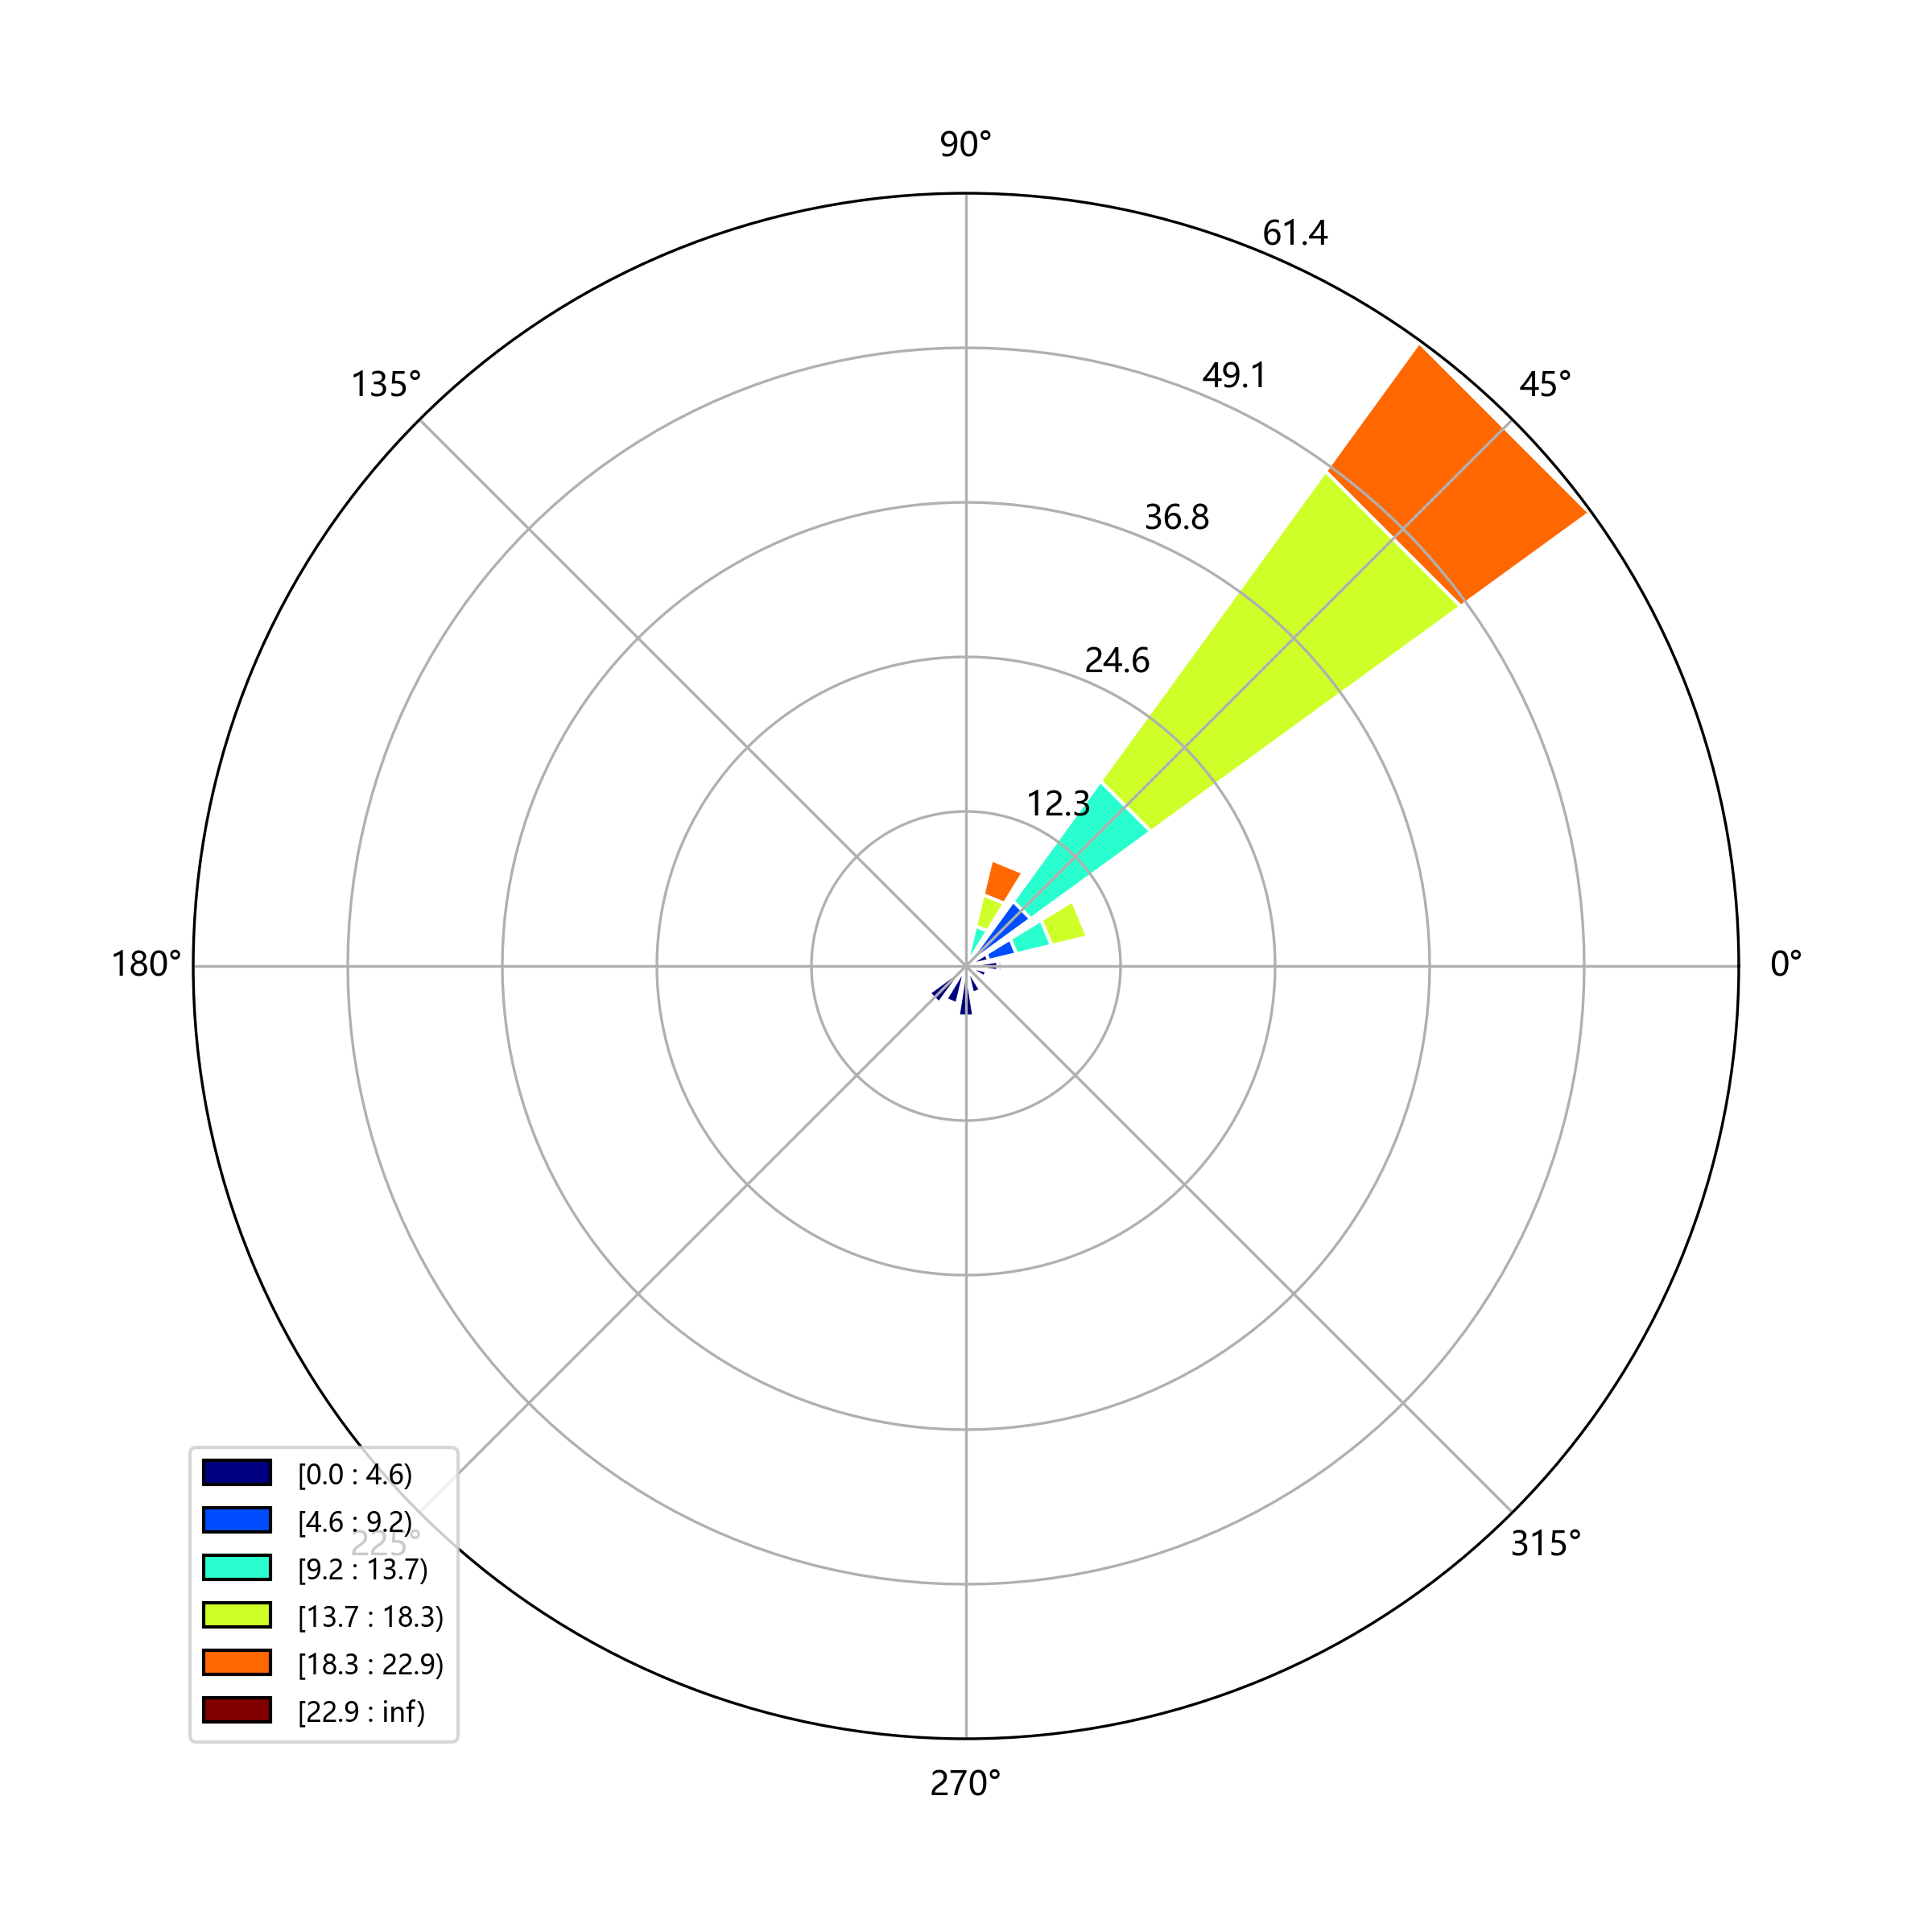 90°
61.4
49.1
135°
45°
36.8
24.6
12.3
180°
0°
[0.0 : 4.6)
[4.6 : 9.2)
225°
315°
[9.2 : 13.7)
[13.7 : 18.3)
[18.3 : 22.9)
[22.9 : inf)
270°